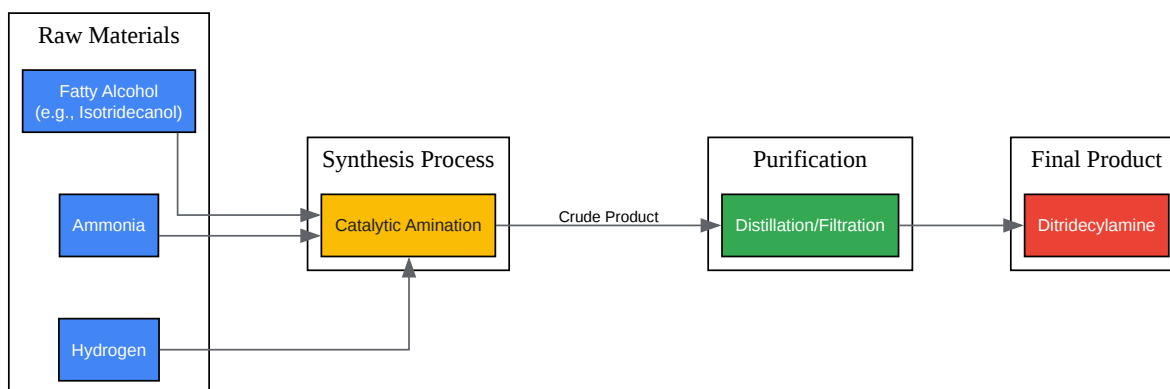 Raw Materials
Fatty Alcohol
(e.g., Isotridecanol)
Ammonia
Hydrogen
Synthesis Process
Catalytic Amination
Crude Product
Purification
Distillation/Filtration
Final Product
Ditridecylamine